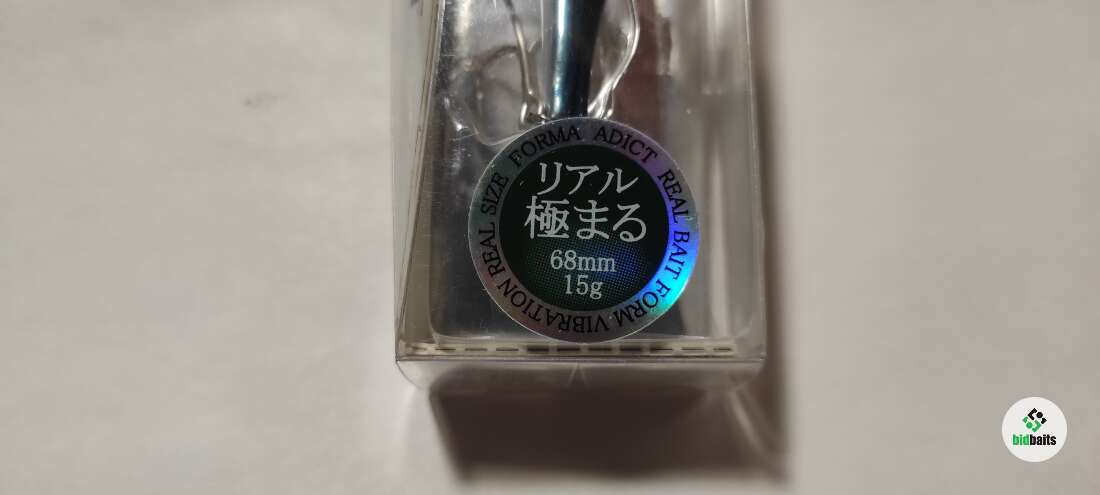 FORMA ADICT REAL BAIT FORM VIBRATION REAL SIZE
リアル
極まる
68mm
15g
bidbaits